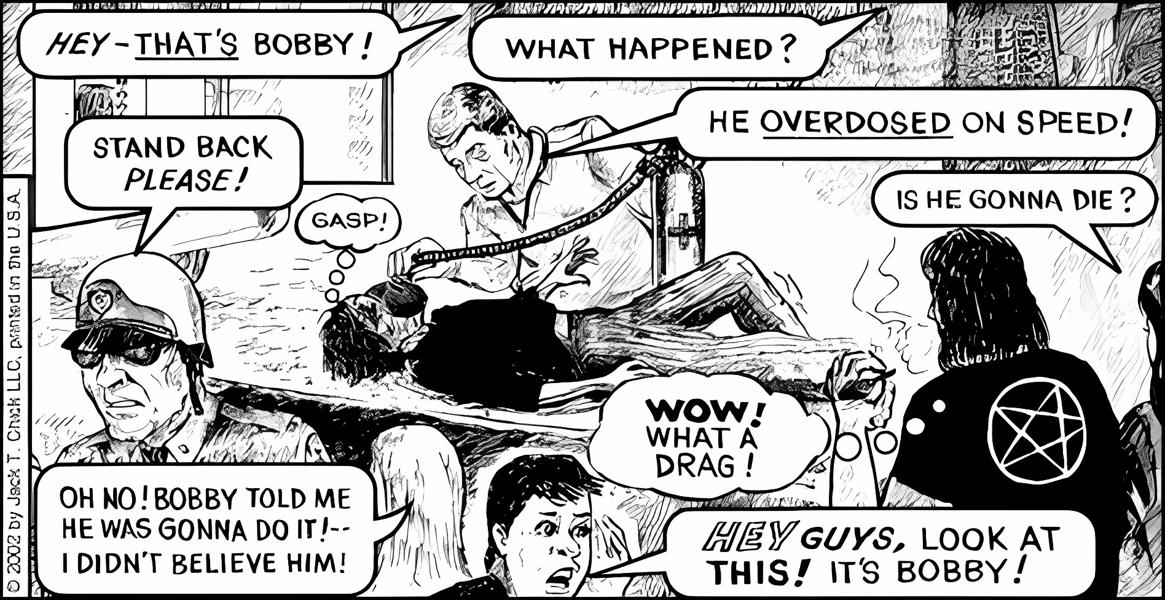 HEY - THAT'S BOBBY!
WHAT HAPPENED?
HE OVERDOSED ON SPEED!
STAND BACK
PLEASE!
IS HE GONNA DIE?
GASP!
WOW!
WHAT A
DRAG!
OH NO! BOBBY TOLD ME
HE WAS GONNA DO IT!--
I DIDN'T BELIEVE HIM!
HEY GUYS, LOOK AT
THIS! IT'S BOBBY!
© 2002 by Jack T. Chick LLC, printed in the U.S.A.